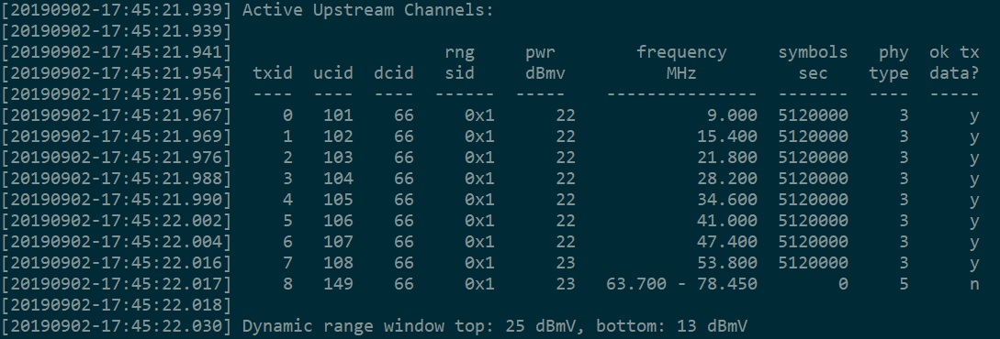 [20190902-17:45:21.939] Active Upstream Channels:
[20190902-17:45:21.939]
[20190902-17:45:21.941]                      rng     pwr        frequency     symbols   phy  ok tx
[20190902-17:45:21.954]  txid  ucid  dcid   sid     dBmv          MHz           sec    type  data?
[20190902-17:45:21.956]  ----  ----  ----  ------  -----    ---------------  -------  ----  -----
[20190902-17:45:21.967]     0   101    66     0x1      22             9.000  5120000     3      y
[20190902-17:45:21.969]     1   102    66     0x1      22            15.400  5120000     3      y
[20190902-17:45:21.976]     2   103    66     0x1      22            21.800  5120000     3      y
[20190902-17:45:21.988]     3   104    66     0x1      22            28.200  5120000     3      y
[20190902-17:45:21.990]     4   105    66     0x1      22            34.600  5120000     3      y
[20190902-17:45:22.002]     5   106    66     0x1      22            41.000  5120000     3      y
[20190902-17:45:22.004]     6   107    66     0x1      22            47.400  5120000     3      y
[20190902-17:45:22.016]     7   108    66     0x1      23            53.800  5120000     3      y
[20190902-17:45:22.017]     8   149    66     0x1      23   63.700 - 78.450        0     5      n
[20190902-17:45:22.018]
[20190902-17:45:22.030] Dynamic range window top: 25 dBmV, bottom: 13 dBmV